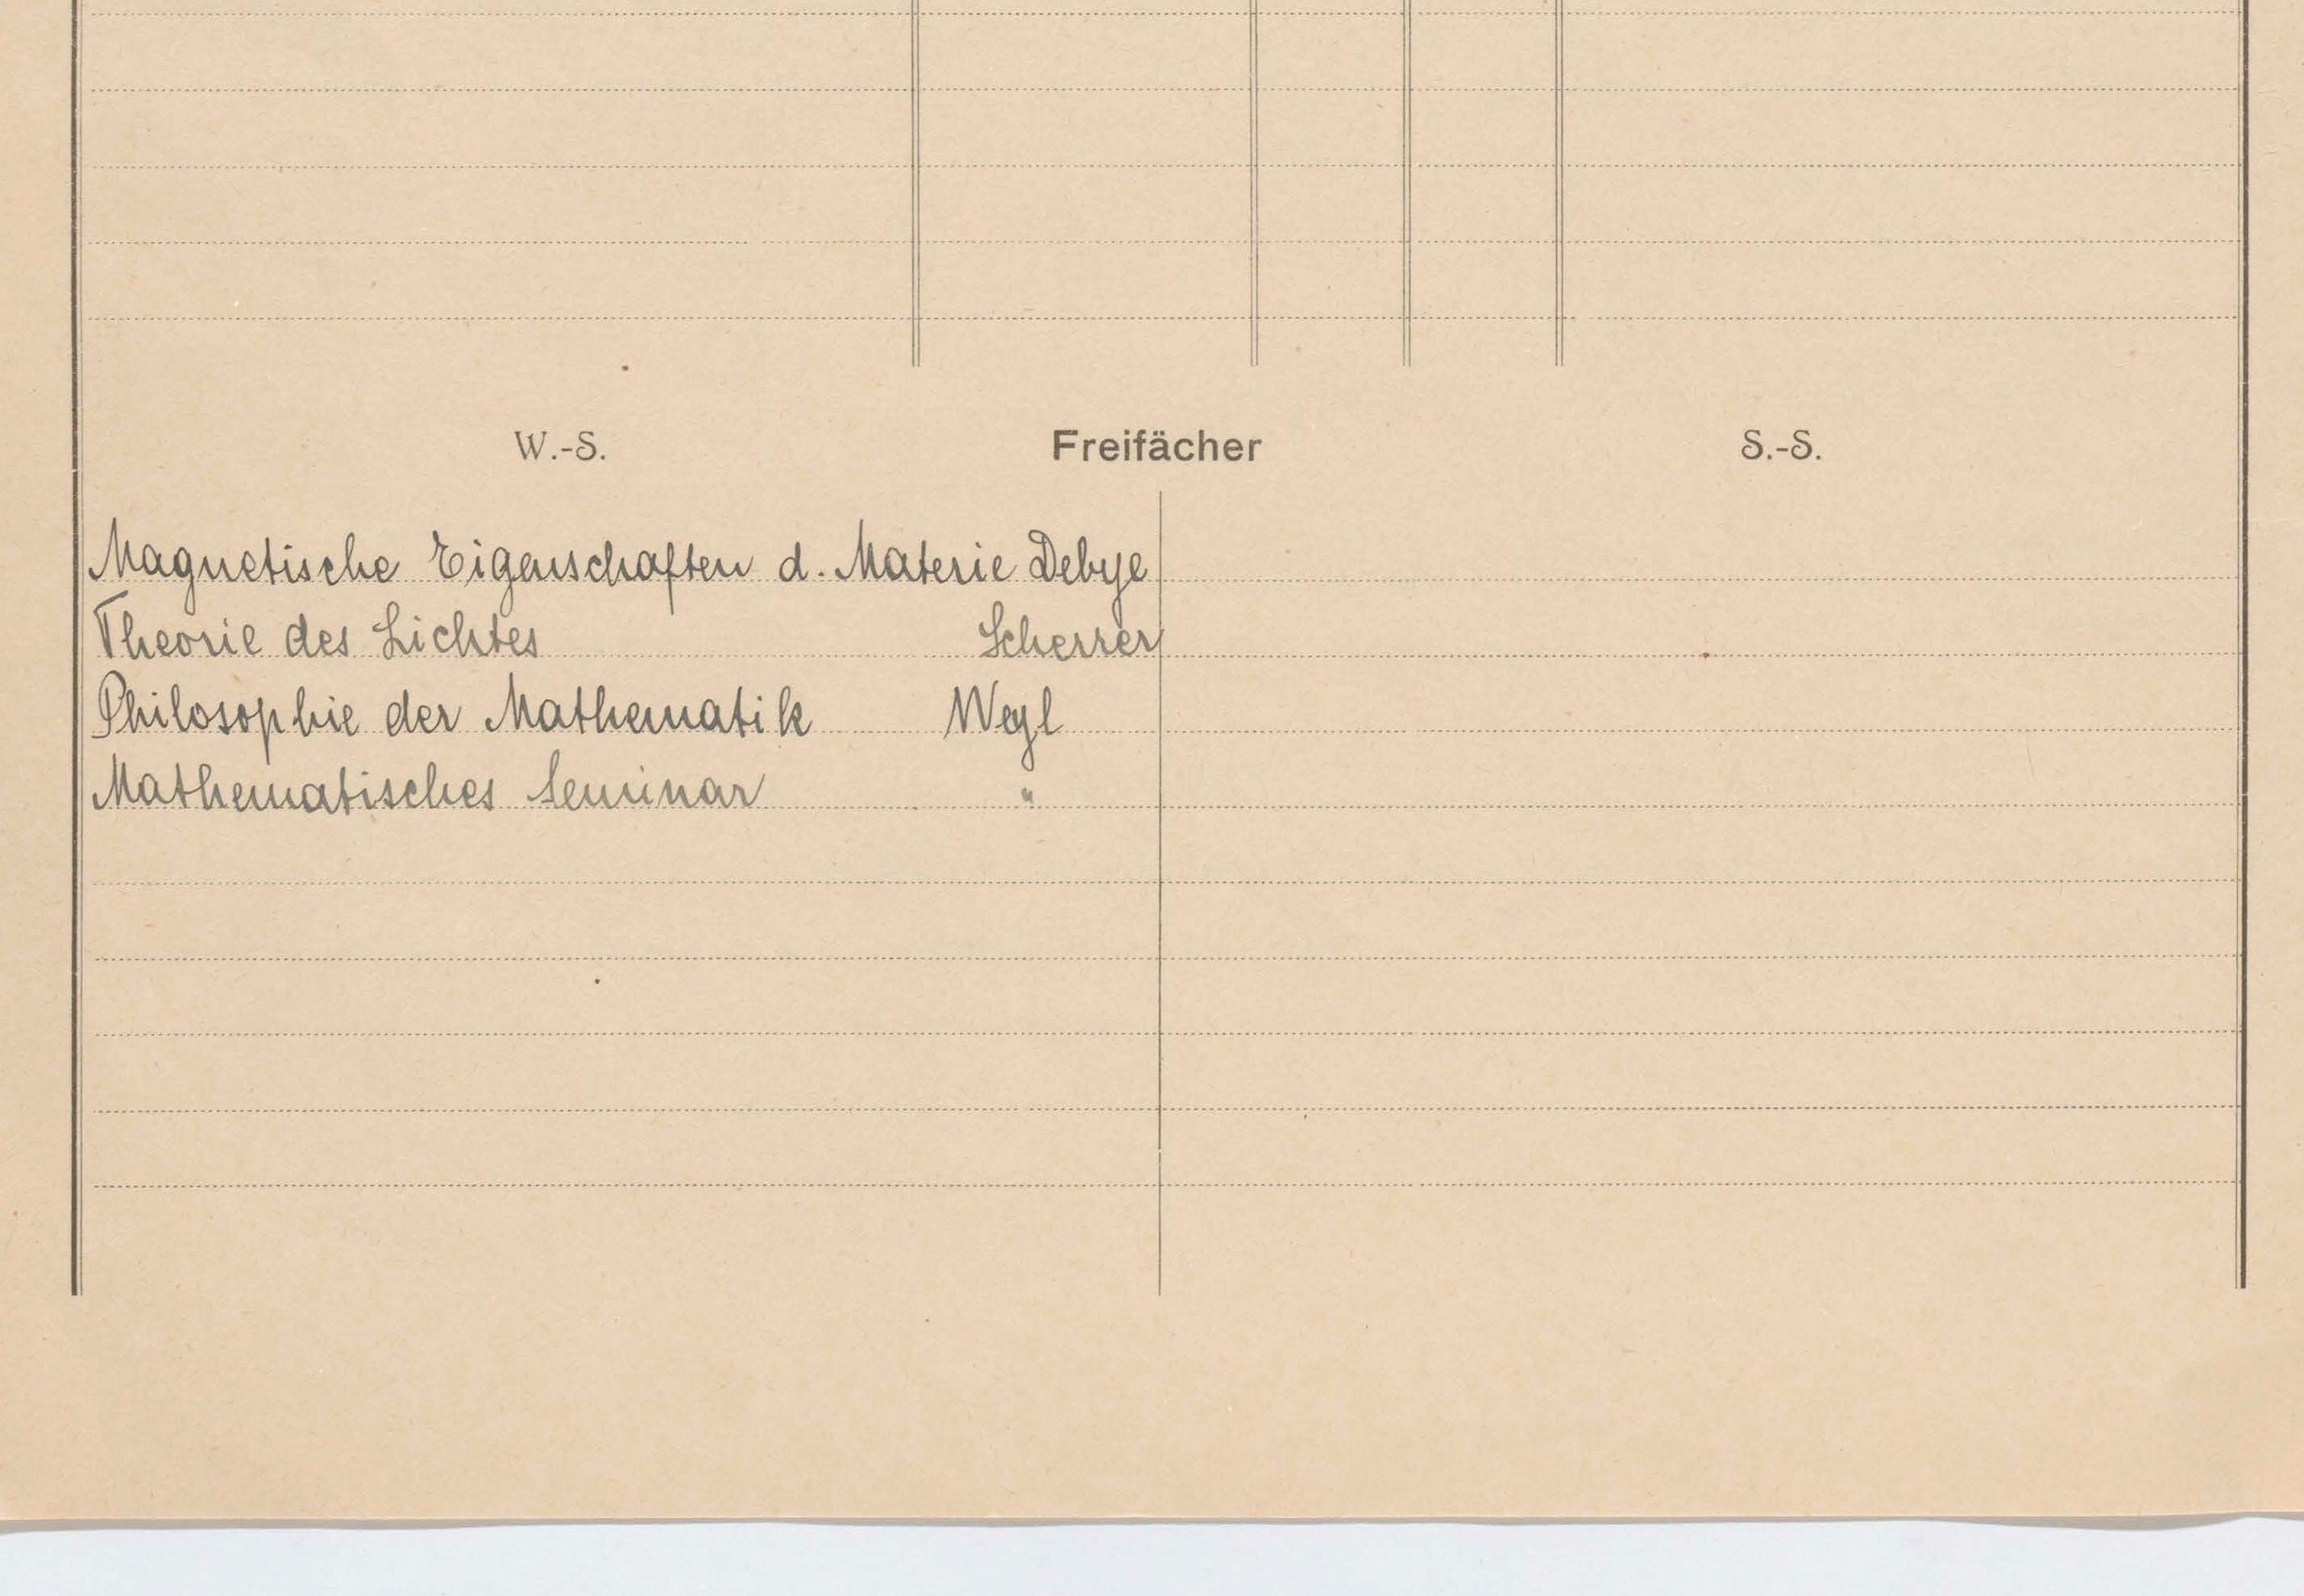 W.-S. Freifächer S.-S.
Magnetische Eigenschaften d. Materie Debye
Theorie des Lichtes Scherrer
Philosophie der Mathematik Weyl
Mathematisches Seminar "